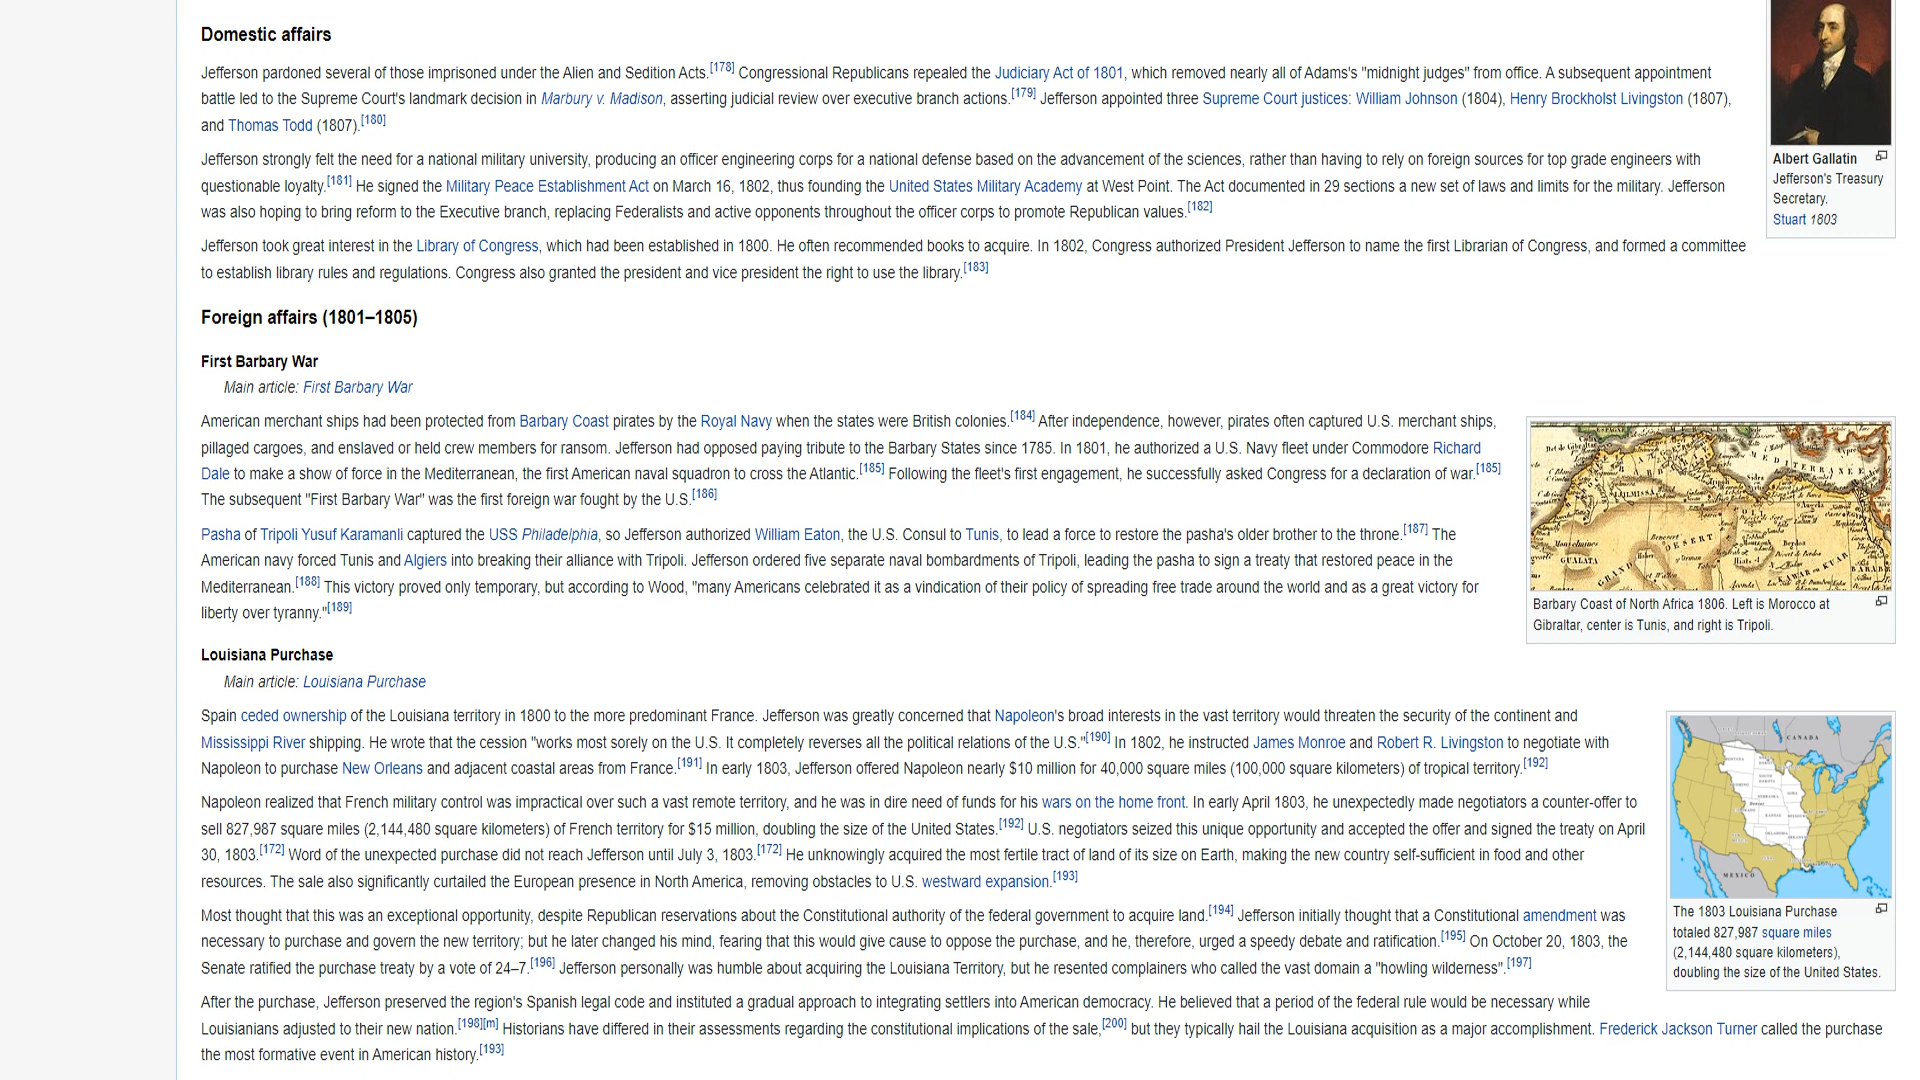 Domestic affairs
Jefferson pardoned several of those imprisoned under the Alien and Sedition Acts.[178] Congressional Republicans repealed the Judiciary Act of 1801, which removed nearly all of Adams's "midnight judges" from office. A subsequent appointment
battle led to the Supreme Court's landmark decision in Marbury v. Madison, asserting judicial review over executive branch actions.[179] Jefferson appointed three Supreme Court justices: William Johnson (1804), Henry Brockholst Livingston (1807),
and Thomas Todd (1807).[180]
Jefferson strongly felt the need for a national military university, producing an officer engineering corps for a national defense based on the advancement of the sciences, rather than having to rely on foreign sources for top grade engineers with
questionable loyalty.[181] He signed the Military Peace Establishment Act on March 16, 1802, thus founding the United States Military Academy at West Point. The Act documented in 29 sections a new set of laws and limits for the military. Jefferson
was also hoping to bring reform to the Executive branch, replacing Federalists and active opponents throughout the officer corps to promote Republican values.[182]
Jefferson took great interest in the Library of Congress, which had been established in 1800. He often recommended books to acquire. In 1802, Congress authorized President Jefferson to name the first Librarian of Congress, and formed a committee
to establish library rules and regulations. Congress also granted the president and vice president the right to use the library.[183]
Albert Gallatin
Jefferson's Treasury
Secretary.
Stuart 1803
Foreign affairs (1801–1805)
First Barbary War
Main article: First Barbary War
American merchant ships had been protected from Barbary Coast pirates by the Royal Navy when the states were British colonies.[184] After independence, however, pirates often captured U.S. merchant ships,
pillaged cargoes, and enslaved or held crew members for ransom. Jefferson had opposed paying tribute to the Barbary States since 1785. In 1801, he authorized a U.S. Navy fleet under Commodore Richard
Dale to make a show of force in the Mediterranean, the first American naval squadron to cross the Atlantic.[185] Following the fleet's first engagement, he successfully asked Congress for a declaration of war.[185]
The subsequent "First Barbary War" was the first foreign war fought by the U.S.[186]
Pasha of Tripoli Yusuf Karamanli captured the USS Philadelphia, so Jefferson authorized William Eaton, the U.S. Consul to Tunis, to lead a force to restore the pasha's older brother to the throne.[187] The
American navy forced Tunis and Algiers into breaking their alliance with Tripoli. Jefferson ordered five separate naval bombardments of Tripoli, leading the pasha to sign a treaty that restored peace in the
Mediterranean.[188] This victory proved only temporary, but according to Wood, "many Americans celebrated it as a vindication of their policy of spreading free trade around the world and as a great victory for
liberty over tyranny."[189]
DESERT
GUALATA
Barbary Coast of North Africa 1806. Left is Morocco at
Gibraltar, center is Tunis, and right is Tripoli.
Louisiana Purchase
Main article: Louisiana Purchase
Spain ceded ownership of the Louisiana territory in 1800 to the more predominant France. Jefferson was greatly concerned that Napoleon's broad interests in the vast territory would threaten the security of the continent and
Mississippi River shipping. He wrote that the cession "works most sorely on the U.S. It completely reverses all the political relations of the U.S."[190] In 1802, he instructed James Monroe and Robert R. Livingston to negotiate with
Napoleon to purchase New Orleans and adjacent coastal areas from France.[191] In early 1803, Jefferson offered Napoleon nearly $10 million for 40,000 square miles (100,000 square kilometers) of tropical territory.[192]
Napoleon realized that French military control was impractical over such a vast remote territory, and he was in dire need of funds for his wars on the home front. In early April 1803, he unexpectedly made negotiators a counter-offer to
sell 827,987 square miles (2,144,480 square kilometers) of French territory for $15 million, doubling the size of the United States.[192] U.S. negotiators seized this unique opportunity and accepted the offer and signed the treaty on April
30, 1803.[172] Word of the unexpected purchase did not reach Jefferson until July 3, 1803.[172] He unknowingly acquired the most fertile tract of land of its size on Earth, making the new country self-sufficient in food and other
resources. The sale also significantly curtailed the European presence in North America, removing obstacles to U.S. westward expansion.[193]
Most thought that this was an exceptional opportunity, despite Republican reservations about the Constitutional authority of the federal government to acquire land.[194] Jefferson initially thought that a Constitutional amendment was
necessary to purchase and govern the new territory; but he later changed his mind, fearing that this would give cause to oppose the purchase, and he, therefore, urged a speedy debate and ratification.[195] On October 20, 1803, the
Senate ratified the purchase treaty by a vote of 24–7.[196] Jefferson personally was humble about acquiring the Louisiana Territory, but he resented complainers who called the vast domain a "howling wilderness".[197]
CANADA
MEXICO
The 1803 Louisiana Purchase
totaled 827,987 square miles
(2,144,480 square kilometers),
doubling the size of the United States.
After the purchase, Jefferson preserved the region's Spanish legal code and instituted a gradual approach to integrating settlers into American democracy. He believed that a period of the federal rule would be necessary while
Louisianians adjusted to their new nation.[198][m] Historians have differed in their assessments regarding the constitutional implications of the sale,[200] but they typically hail the Louisiana acquisition as a major accomplishment. Frederick Jackson Turner called the purchase
the most formative event in American history.[193]